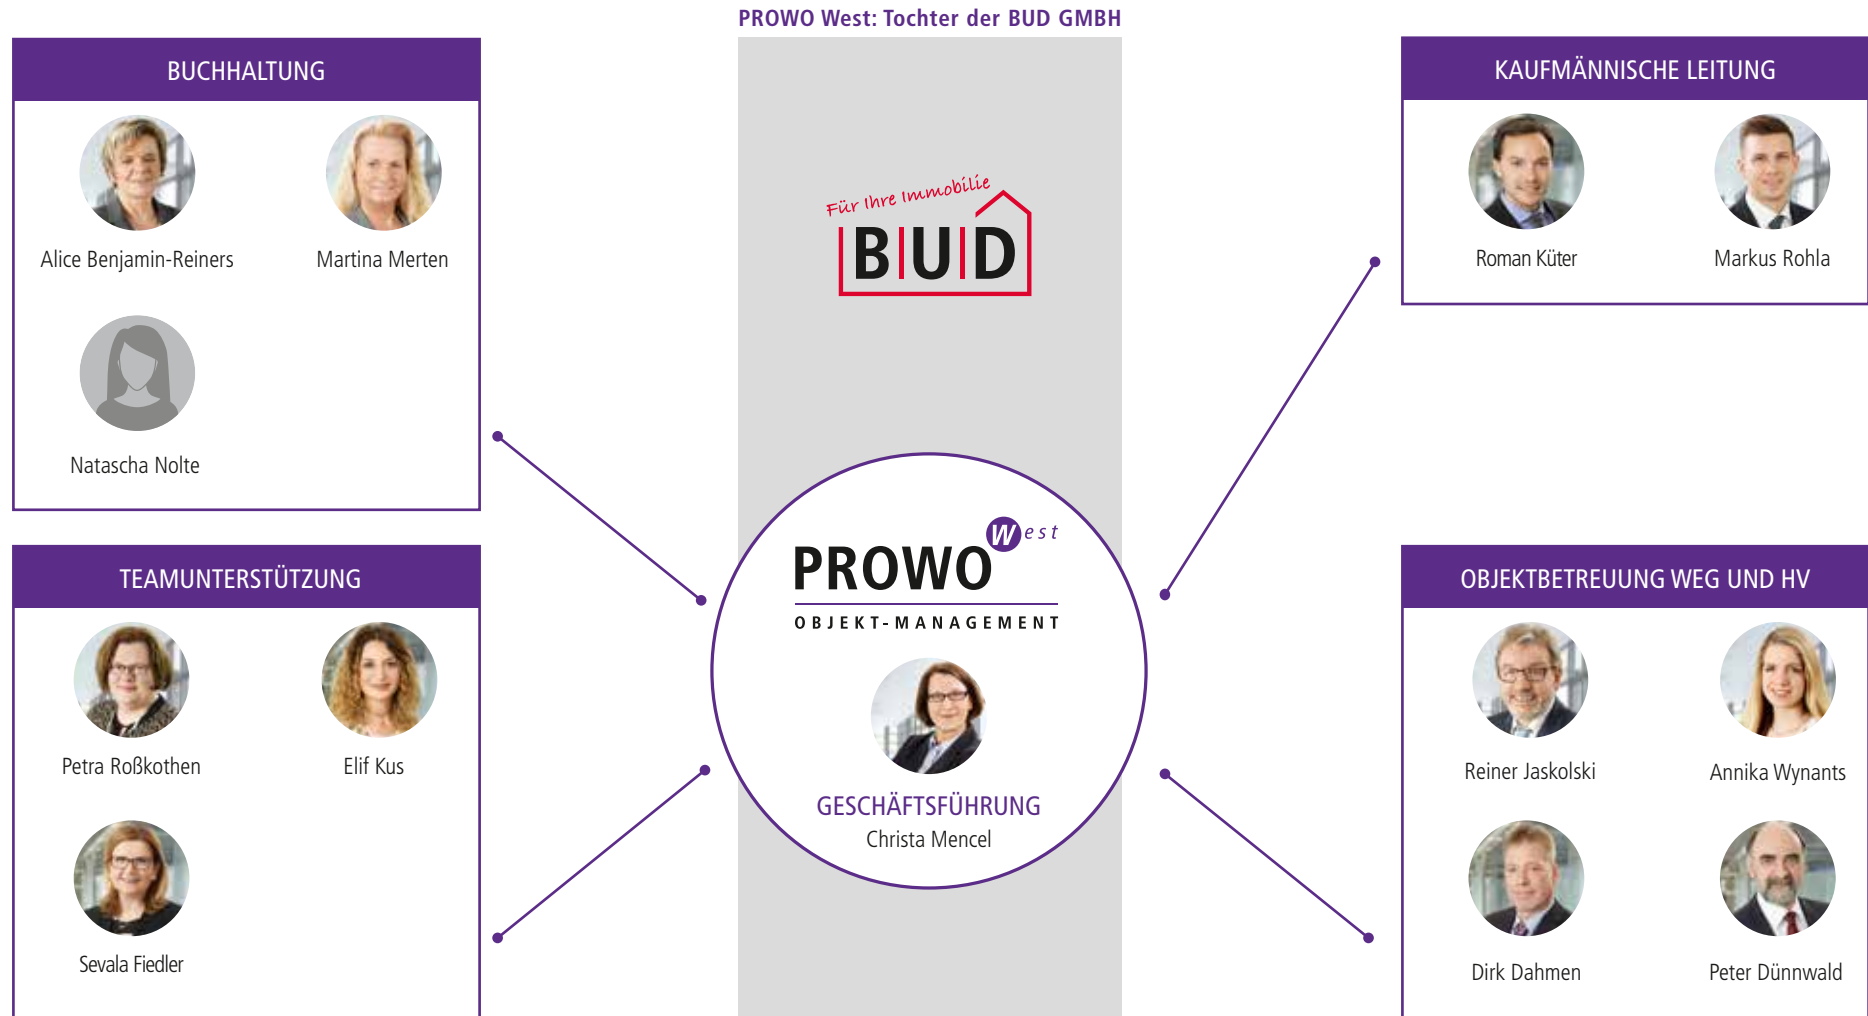 PROWO West: Tochter der BUD GMBH
BUCHHALTUNG
Alice Benjamin-Reiners
Martina Merten
Natascha Nolte
TEAMUNTERSTÜTZUNG
Petra Roßkothen
Elif Kus
Sevala Fiedler
Für Ihre Immobilie
B|U|D
West
PROWO
OBJEKT-MANAGEMENT
GESCHÄFTSFÜHRUNG
Christa Mencel
KAUFMÄNNISCHE LEITUNG
Roman Küter
Markus Rohla
OBJEKTBETREUUNG WEG UND HV
Reiner Jaskolski
Annika Wynants
Dirk Dahmen
Peter Dünnwald